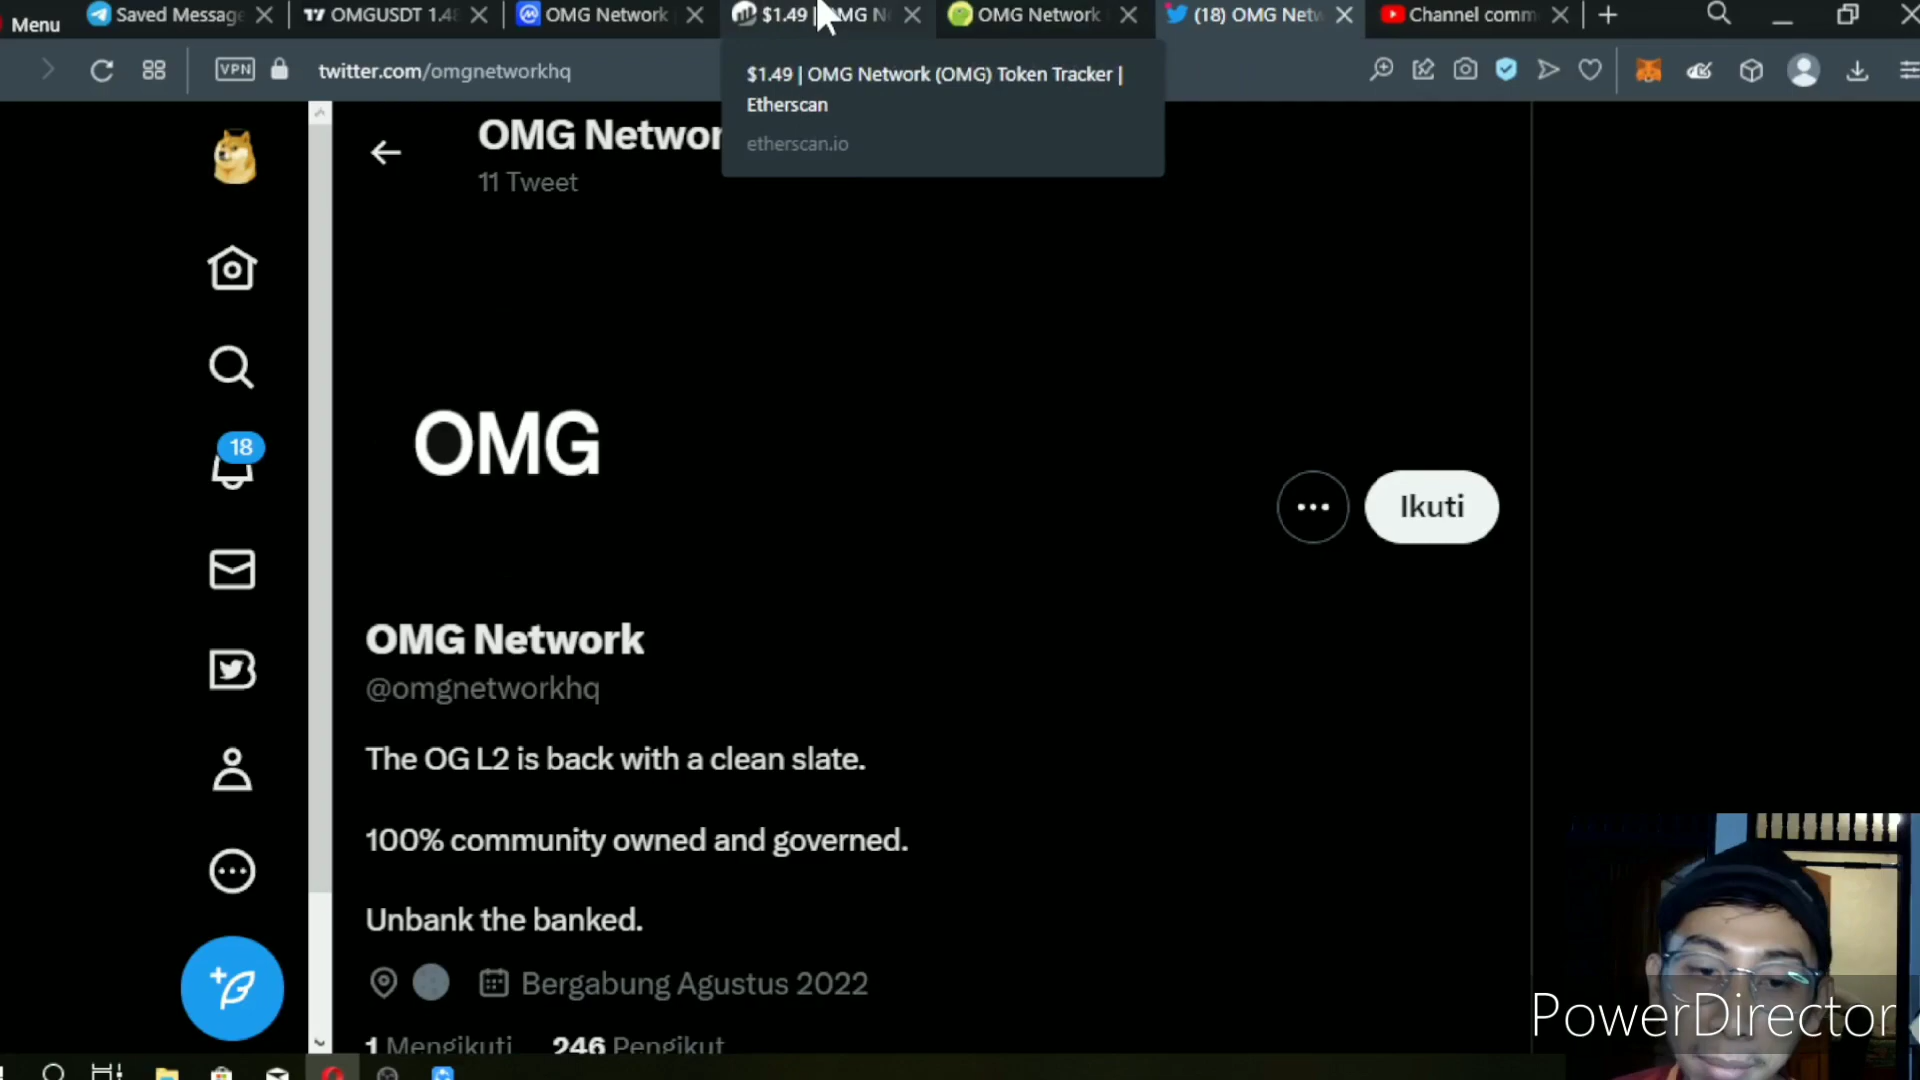 Menu
Saved Messag
OMGUSDT 1.48
OMG Network
$1.49 |
OMG Network
(18) OMG Netw
Channel comm
VPN
twitter.com/omgnetworkhq
$1.49 | OMG Network (OMG) Token Tracker |
Etherscan
etherscan.io
OMG Networ
11 Tweet
18
OMG
Ikuti
OMG Network
@omgnetworkhq
The OG L2 is back with a clean slate.
100% community owned and governed.
Unbank the banked.
Bergabung Agustus 2022
1 Mengikuti 246 Pengikut
PowerDirector